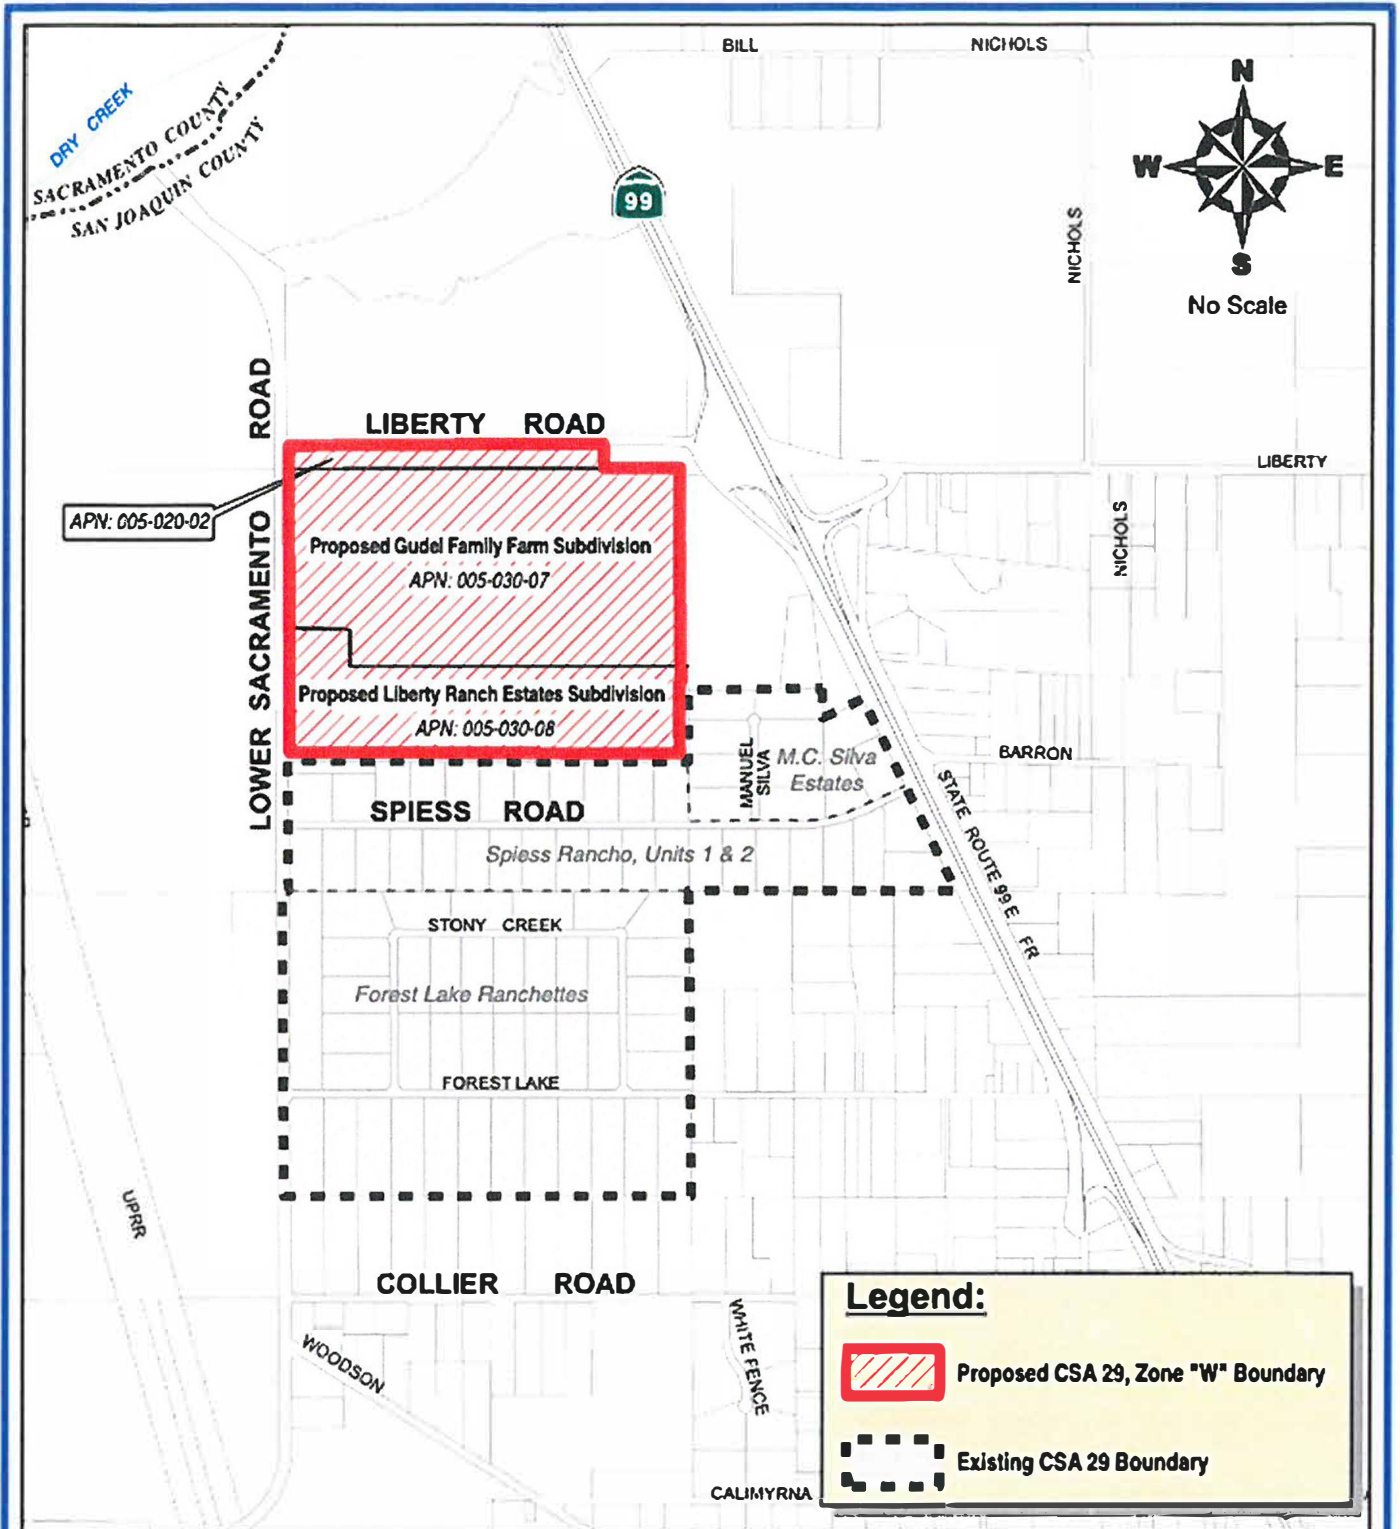 BILL NICHOLS
DRY CREEK
SACRAMENTO COUNTY
SAN JOAQUIN COUNTY
99
N
W E
S
No Scale
NICHOLS
LOWER SACRAMENTO ROAD
LIBERTY ROAD
LIBERTY
APN: 005-020-02
NICHOLS
Proposed Gudel Family Farm Subdivision
APN: 005-030-07
Proposed Liberty Ranch Estates Subdivision
APN: 005-030-08
MANUEL
SILVA
M.C. Silva
Estates
BARRON
SPIESS ROAD
STATE ROUTE 99 E FR
Spiess Rancho, Units 1 & 2
STONY CREEK
Forest Lake Ranchettes
FOREST LAKE
UPRR
COLLIER ROAD
WOODSON
WHITE FENCE
CALIMYRNA
Legend:
Proposed CSA 29, Zone "W" Boundary
Existing CSA 29 Boundary